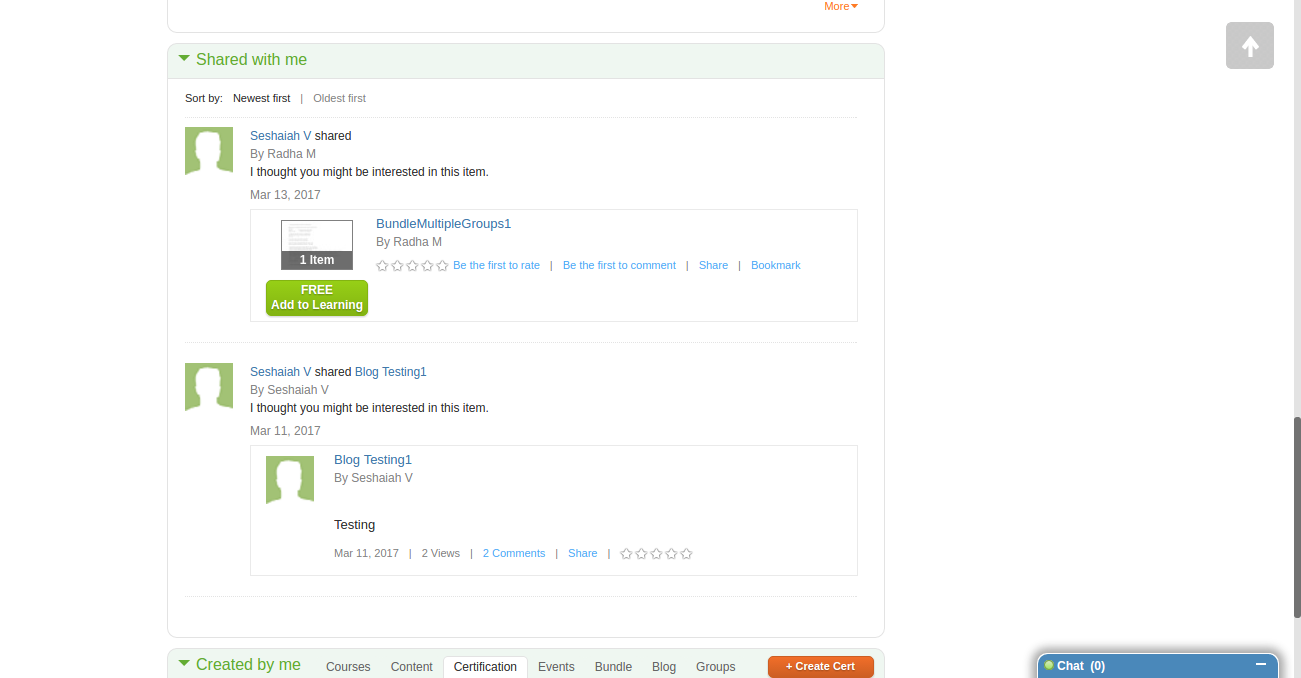 More
Shared with me
Sort by: Newest first | Oldest first
Seshaiah V shared
By Radha M
I thought you might be interested in this item.
Mar 13, 2017
BundleMultipleGroups1
By Radha M
1 Item
Be the first to rate | Be the first to comment | Share | Bookmark
FREE
Add to Learning
Seshaiah V shared Blog Testing1
By Seshaiah V
I thought you might be interested in this item.
Mar 11, 2017
Blog Testing1
By Seshaiah V
Testing
Mar 11, 2017 | 2 Views | 2 Comments | Share |
Created by me Courses Content Certification Events Bundle Blog Groups + Create Cert
Chat (0)